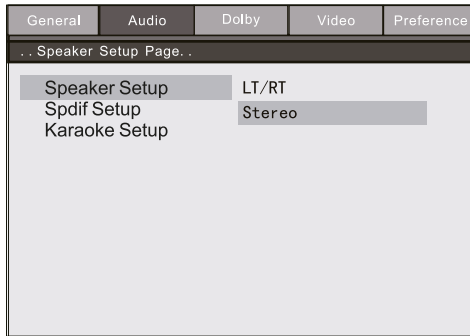 General Audio Dolby Video Preference
. . Speaker Setup Page. .
Speaker Setup LT/RT
Spdif Setup Stereo
Karaoke Setup